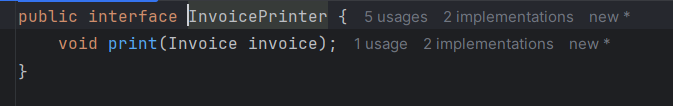 public interface InvoicePrinter { 5 usages 2 implementations new *
void print(Invoice invoice); 1 usage 2 implementations new *
}